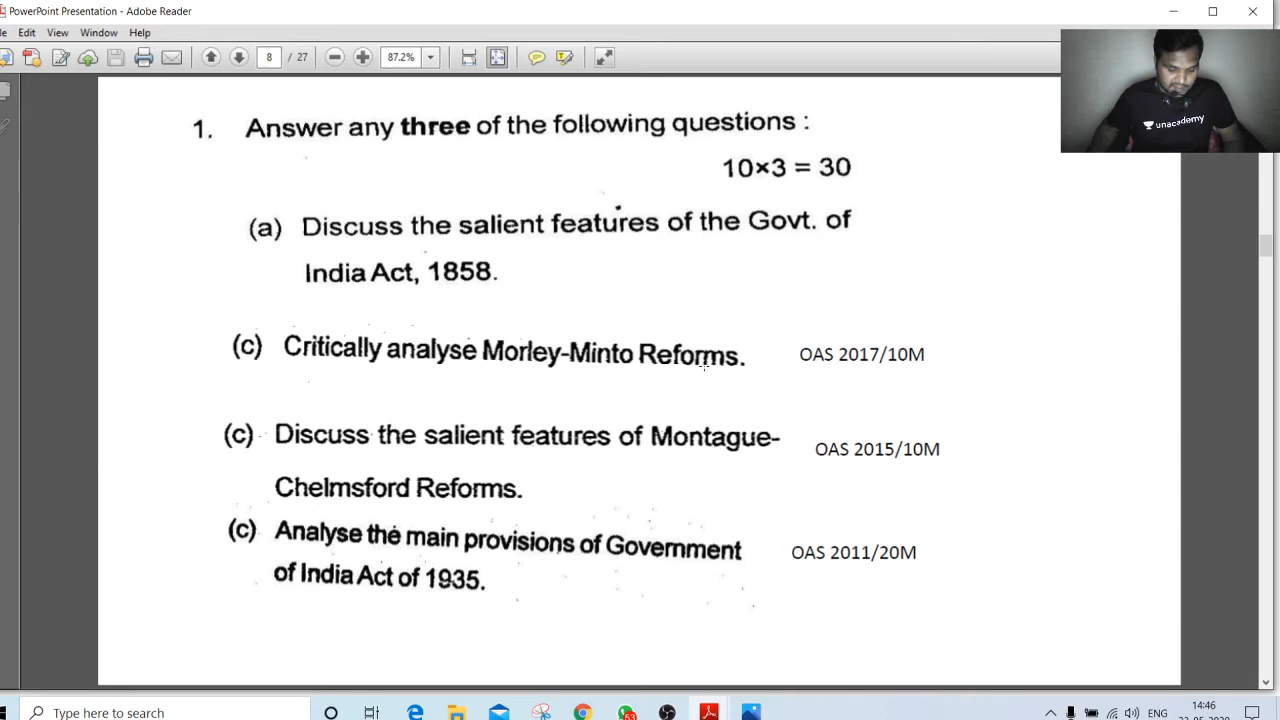 PowerPoint Presentation - Adobe Reader
Edit View Window Help
8 / 27 87.2%
unacademy
1. Answer any three of the following questions :
10×3 = 30
(a) Discuss the salient features of the Govt. of
India Act, 1858.
(c) Critically analyse Morley-Minto Reforms. OAS 2017/10M
(c) Discuss the salient features of Montague-
OAS 2015/10M
Chelmsford Reforms.
(c) Analyse the main provisions of Government
OAS 2011/20M
of India Act of 1935.
Type here to search
53
ENG
14:46